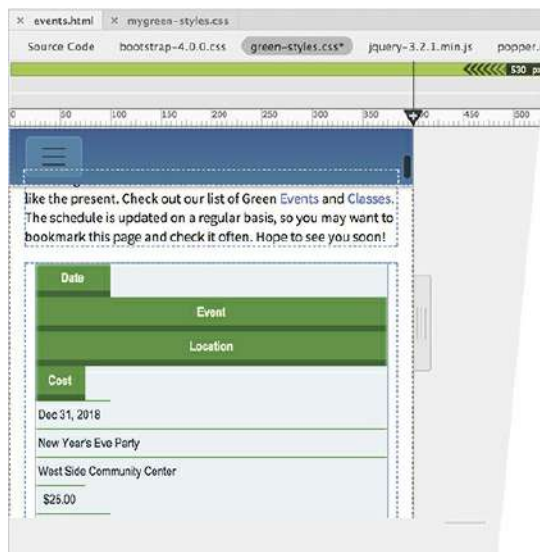 × events.html × mygreen-styles.css
Source Code bootstrap-4.0.0.css green-styles.css* jquery-3.2.1.min.js popper.
530 px
0 50 100 150 200 250 300 350 450 500
like the present. Check out our list of Green Events and Classes.
The schedule is updated on a regular basis, so you may want to
bookmark this page and check it often. Hope to see you soon!
Date
Event
Location
Cost
Dec 31, 2018
New Year's Eve Party
West Side Community Center
$25.00